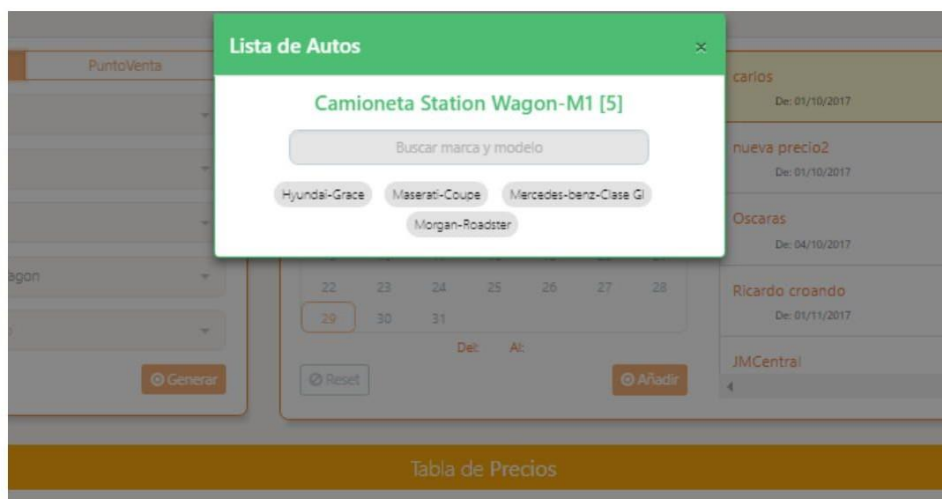 Lista de Autos ×
Camioneta Station Wagon-M1 [5]
Buscar marca y modelo
Hyundai-Grace Maserati-Coupe Mercedes-benz-Clase Gl
Morgan-Roadster
PuntoVenta
agon
Generar
22 23 24 25 26 27 28
29 30 31
Del: Al:
Reset Añadir
carlos
De: 01/10/2017
nueva precio2
De: 01/10/2017
Oscaras
De: 04/10/2017
Ricardo croando
De: 01/11/2017
JMCentral
Tabla de Precios